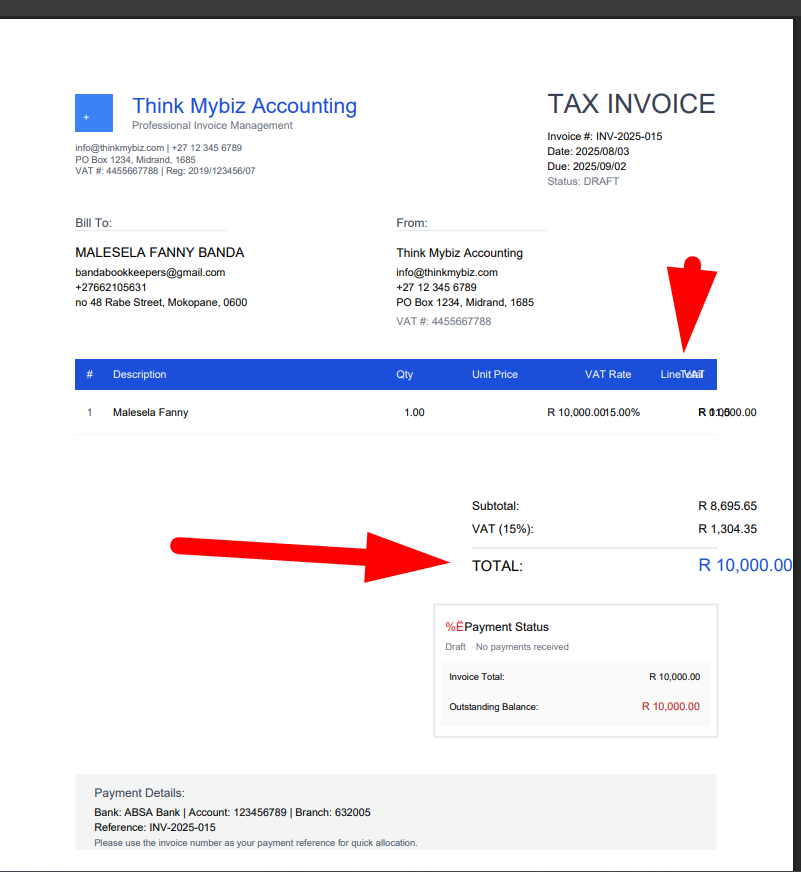 +
Think Mybiz Accounting
Professional Invoice Management
info@thinkmybiz.com | +27 12 345 6789
PO Box 1234, Midrand, 1685
VAT #: 4455667788 | Reg: 2019/123456/07
TAX INVOICE
Invoice #: INV-2025-015
Date: 2025/08/03
Due: 2025/09/02
Status: DRAFT
Bill To:
MALESELA FANNY BANDA
bandabookkeepers@gmail.com
+27662105631
no 48 Rabe Street, Mokopane, 0600
From:
Think Mybiz Accounting
info@thinkmybiz.com
+27 12 345 6789
PO Box 1234, Midrand, 1685
VAT #: 4455667788
# Description Qty Unit Price VAT Rate Line
1 Malesela Fanny 1.00 R 10,000.00 15.00% R
Subtotal: R 8,695.65
VAT (15%): R 1,304.35
TOTAL: R 10,000.00
%ËPayment Status
Draft No payments received
Invoice Total: R 10,000.00
Outstanding Balance: R 10,000.00
Payment Details:
Bank: ABSA Bank | Account: 123456789 | Branch: 632005
Reference: INV-2025-015
Please use the invoice number as your payment reference for quick allocation.